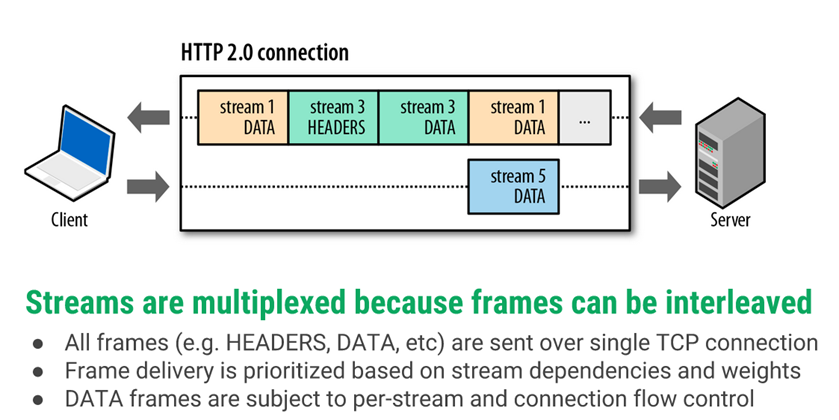 HTTP 2.0 connection
stream 1 stream 3 stream 3 stream 1 ...
DATA HEADERS DATA DATA
stream 5
DATA
Client
Server
Streams are multiplexed because frames can be interleaved
● All frames (e.g. HEADERS, DATA, etc) are sent over single TCP connection
● Frame delivery is prioritized based on stream dependencies and weights
● DATA frames are subject to per-stream and connection flow control